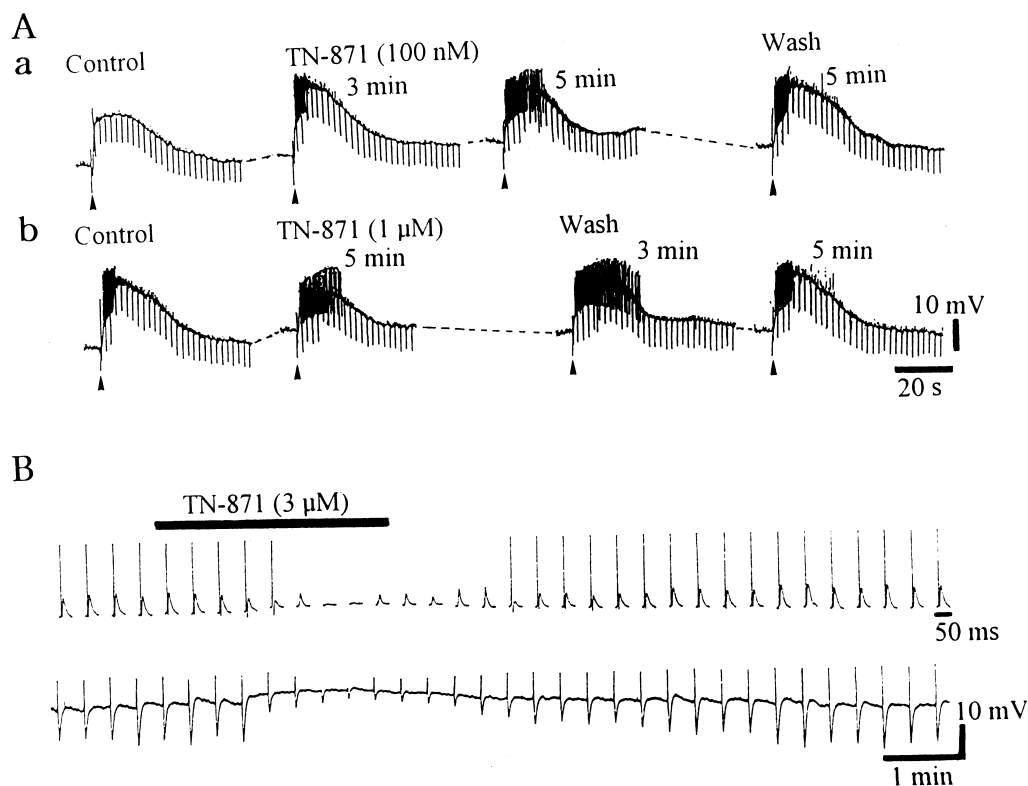 A
a
Control
TN-871 (100 nM)
3 min
5 min
Wash
5 min
b
Control
TN-871 (1 µM)
5 min
Wash
3 min
5 min
10 mV
20 s
B
TN-871 (3 µM)
50 ms
10 mV
1 min